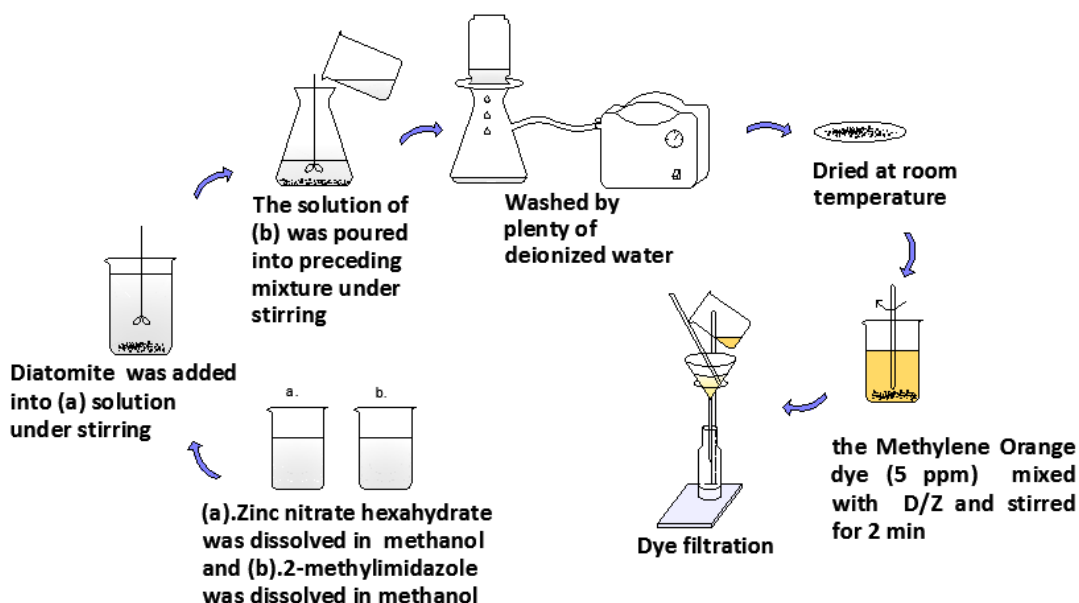 a.
b.
(a).Zinc nitrate hexahydrate
was dissolved in methanol
and (b).2-methylimidazole
was dissolved in methanol
Diatomite was added
into (a) solution
under stirring
The solution of
(b) was poured
into preceding
mixture under
stirring
Washed by
plenty of
deionized water
Dried at room
temperature
the Methylene Orange
dye (5 ppm) mixed
with D/Z and stirred
for 2 min
Dye filtration